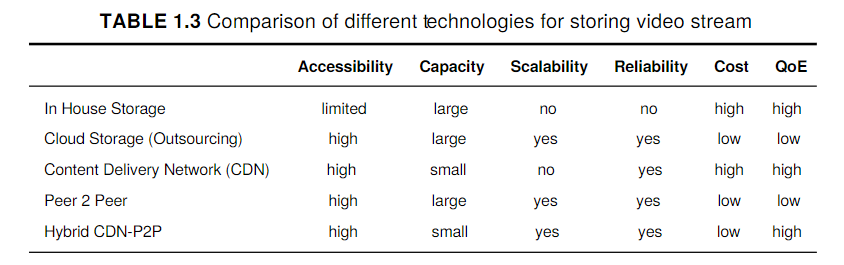 TABLE 1.3 Comparison of different technologies for storing video stream
Accessibility Capacity Scalability Reliability Cost QoE
In House Storage limited large no no high high
Cloud Storage (Outsourcing) high large yes yes low low
Content Delivery Network (CDN) high small no yes high high
Peer 2 Peer high large yes yes low low
Hybrid CDN-P2P high small yes yes low high